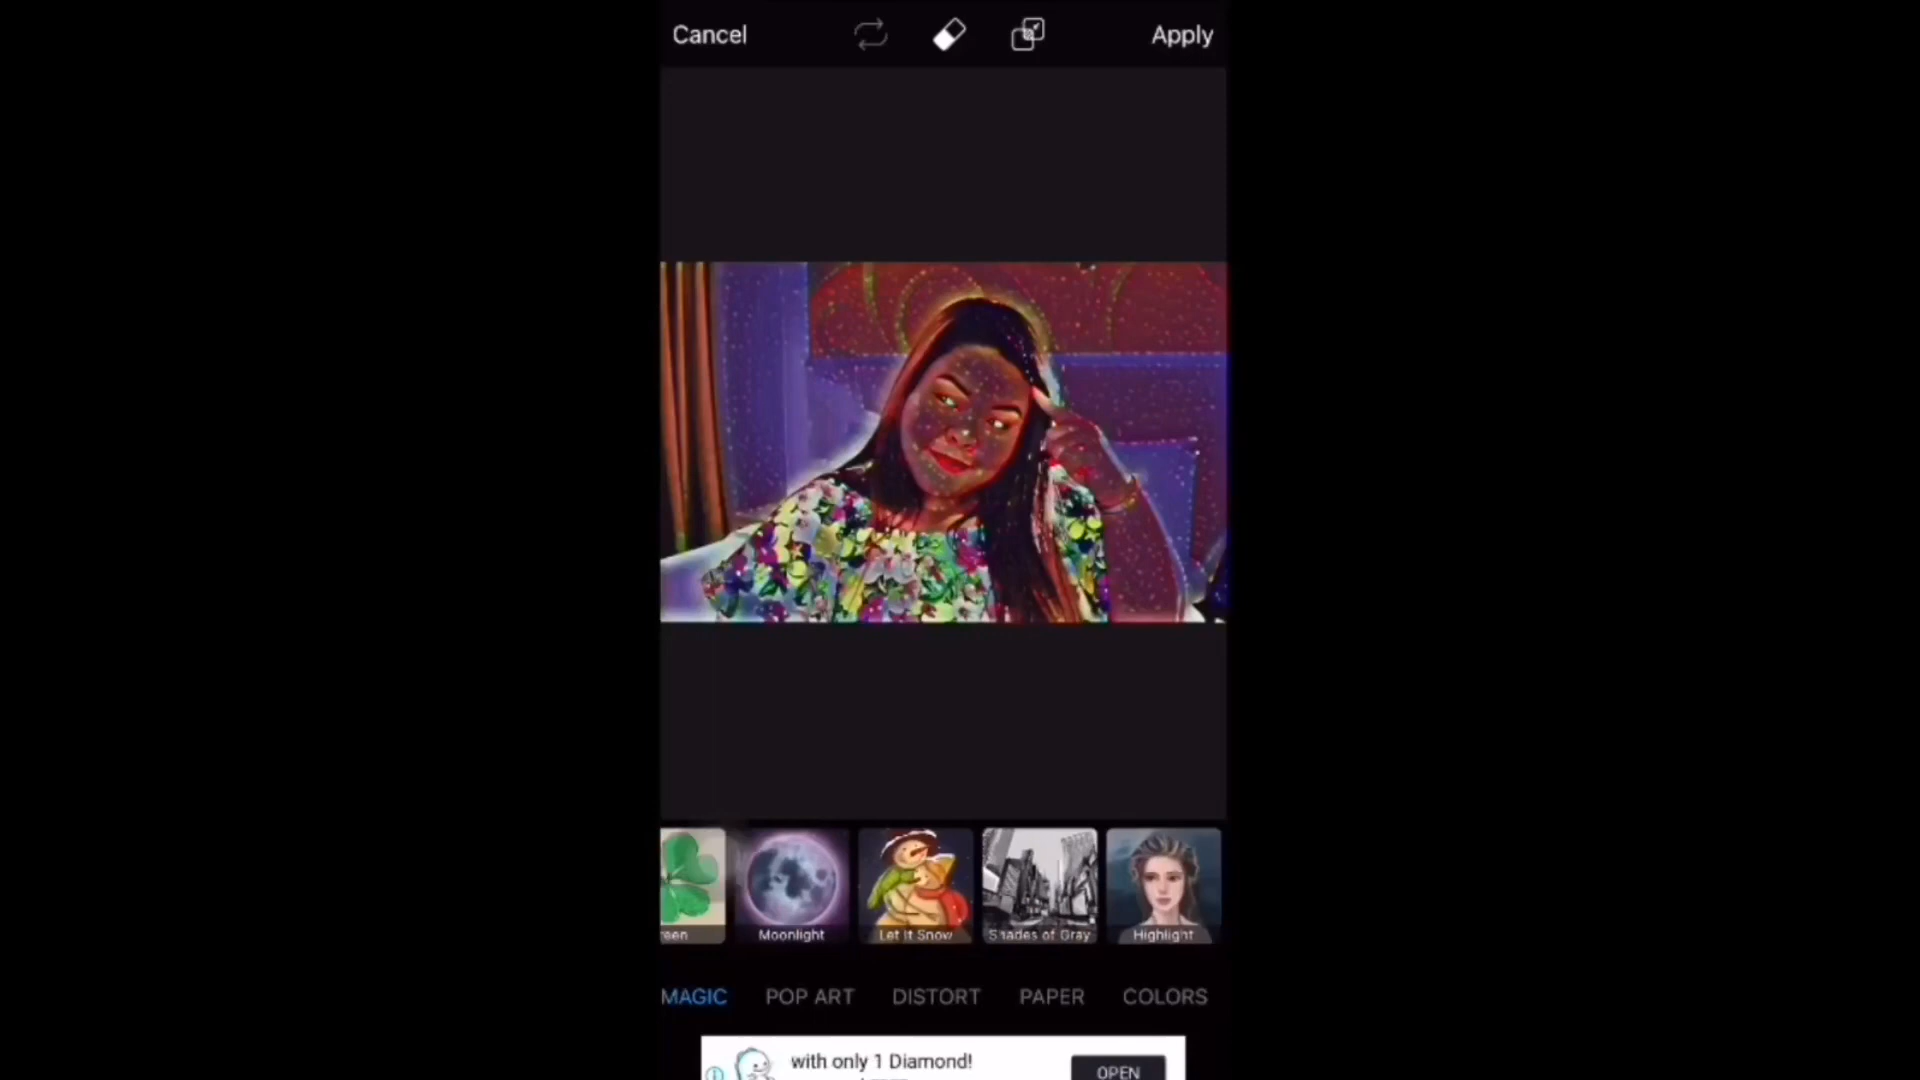 Cancel
Apply
een
Moonlight
Let It Snow
Shades of Gray
Highlight
MAGIC
POP ART
DISTORT
PAPER
COLORS
with only 1 Diamond!
OPEN